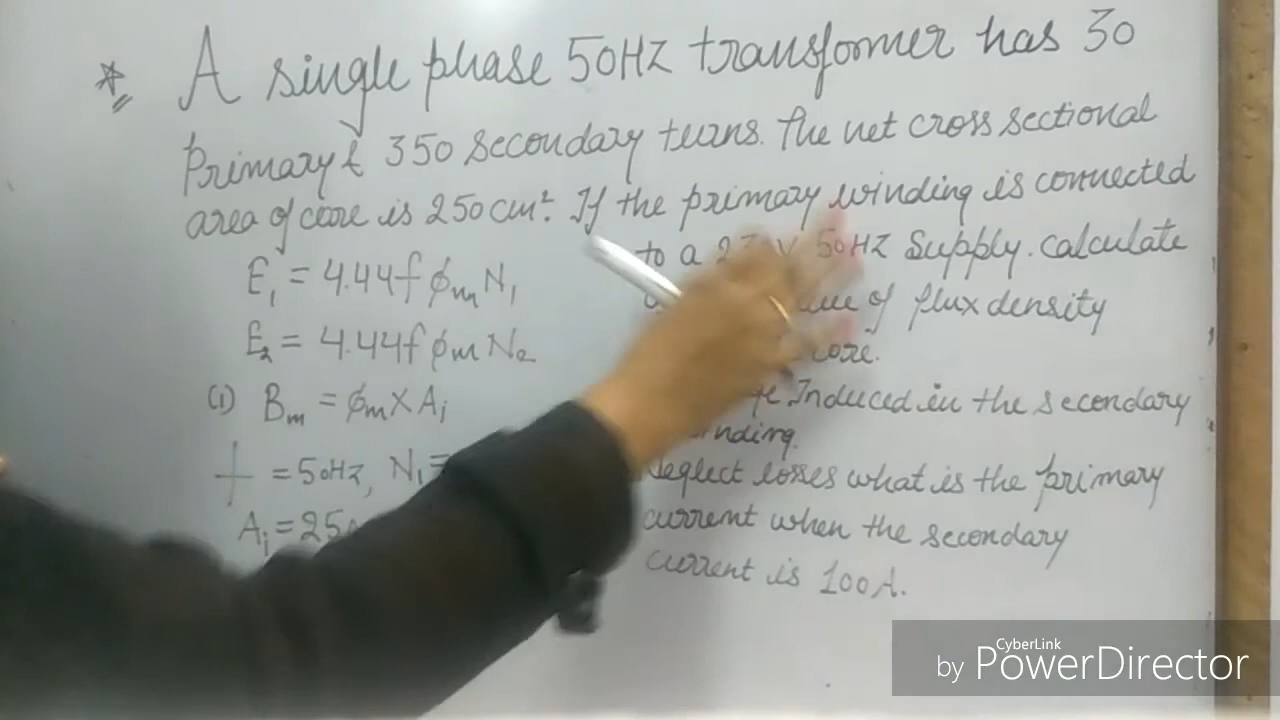 * A single phase 50HZ transformer has 30
Primary & 350 secondary turns. The net cross sectional
area of core is 250cm². If the primary winding is connected
to a 50HZ Supply. calculate
of flux density
core.
Induced in the secondary
Neglect losses what is the primary
current when the secondary
current is 100A.
E₁ = 4.44f ϕm N₁
E₂ = 4.44f ϕm N₂
(i) Bm = ϕm × Ai
f = 50HZ, N₁ =
Ai = 25
CyberLink
by PowerDirector